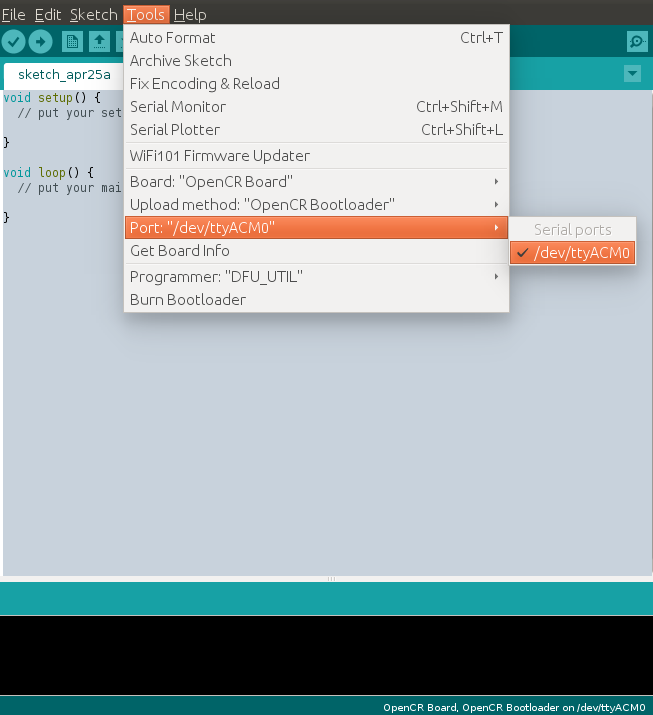 File Edit Sketch Tools Help
sketch_apr25a
Auto Format Ctrl+T
Archive Sketch
Fix Encoding & Reload
Serial Monitor Ctrl+Shift+M
Serial Plotter Ctrl+Shift+L
WiFi101 Firmware Updater
Board: "OpenCR Board"
Upload method: "OpenCR Bootloader"
Port: "/dev/ttyACM0"
Get Board Info
Programmer: "DFU_UTIL"
Burn Bootloader
Serial ports
/dev/ttyACM0
void setup() {
// put your set
}
void loop() {
// put your mai
}
OpenCR Board, OpenCR Bootloader on /dev/ttyACM0